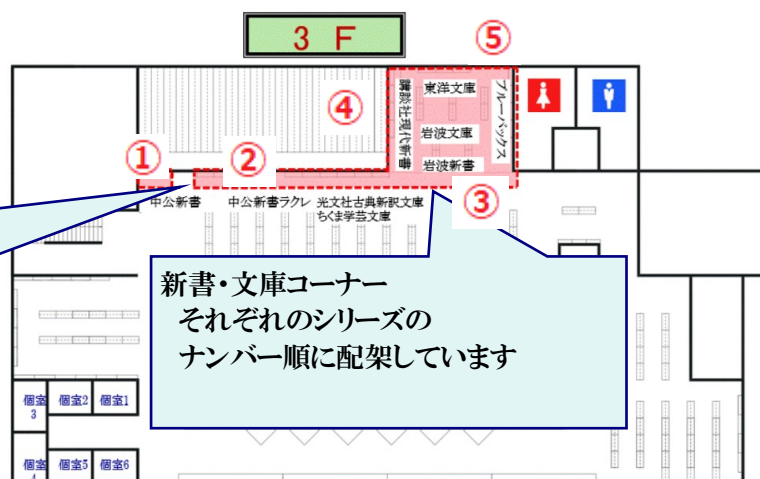 3 F
⑤
④
講談社現代新書
東洋文庫
岩波文庫
岩波新書
ブルーバックス
①
②
③
中公新書
中公新書ラクレ
光文社古典新訳文庫
ちくま学芸文庫
新書・文庫コーナー
それぞれのシリーズの
ナンバー順に配架しています
個室3
個室2
個室1
個室4
個室5
個室6